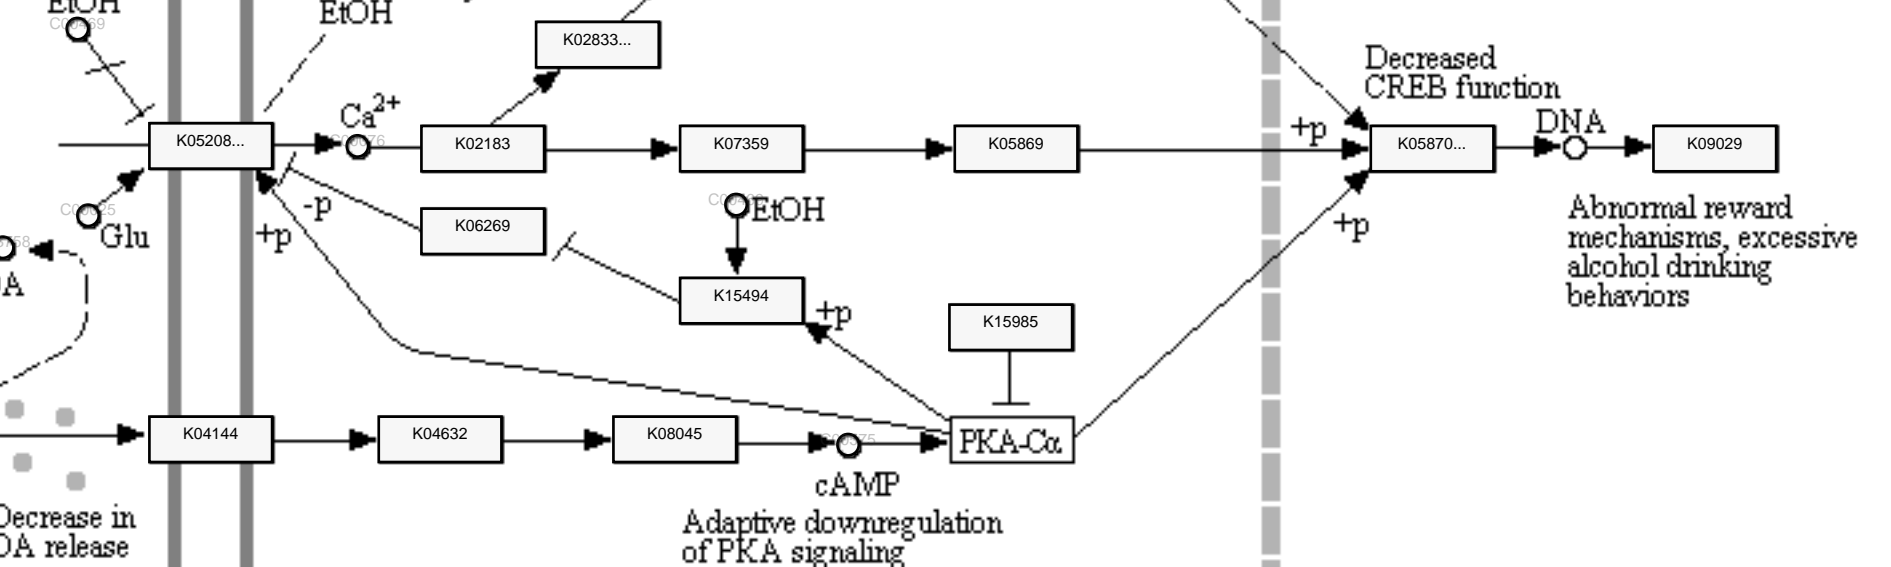 EtOH
EtOH
K02833...
Decreased
CREB function
Ca2+
+p
DNA
K05208...
K02183
K07359
K05869
K05870...
K09029
EtOH
-p
K06269
Glu
+p
+p
Abnormal reward
mechanisms, excessive
alcohol drinking
behaviors
K15494
+p
K15985
K04144
K04632
K08045
PKA-Cα
cAMP
Decrease in
DA release
Adaptive downregulation
of PKA signaling